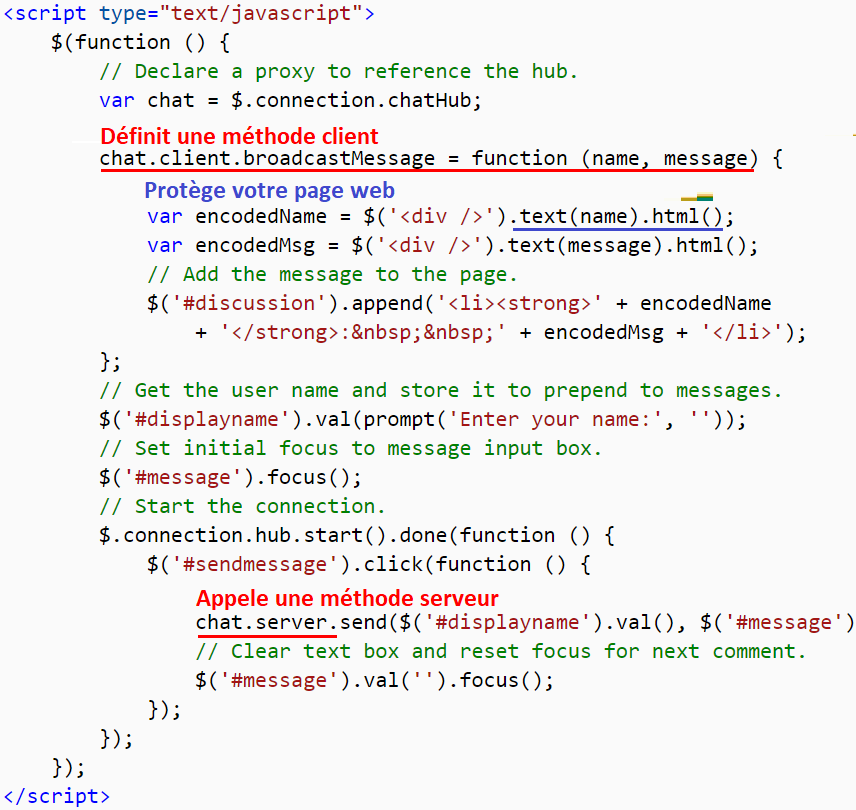 <script type="text/javascript">
$(function () {
// Declare a proxy to reference the hub.
var chat = $.connection.chatHub;
Définit une méthode client
chat.client.broadcastMessage = function (name, message) {
Protège votre page web
var encodedName = $('<div />').text(name).html();
var encodedMsg = $('<div />').text(message).html();
// Add the message to the page.
$('#discussion').append('<li><strong>' + encodedName
+ '</strong>:&nbsp;&nbsp;' + encodedMsg + '</li>');
};
// Get the user name and store it to prepend to messages.
$('#displayname').val(prompt('Enter your name:', ''));
// Set initial focus to message input box.
$('#message').focus();
// Start the connection.
$.connection.hub.start().done(function () {
$('#sendmessage').click(function () {
Appele une méthode serveur
chat.server.send($('#displayname').val(), $('#message')
// Clear text box and reset focus for next comment.
$('#message').val('').focus();
});
});
});
</script>